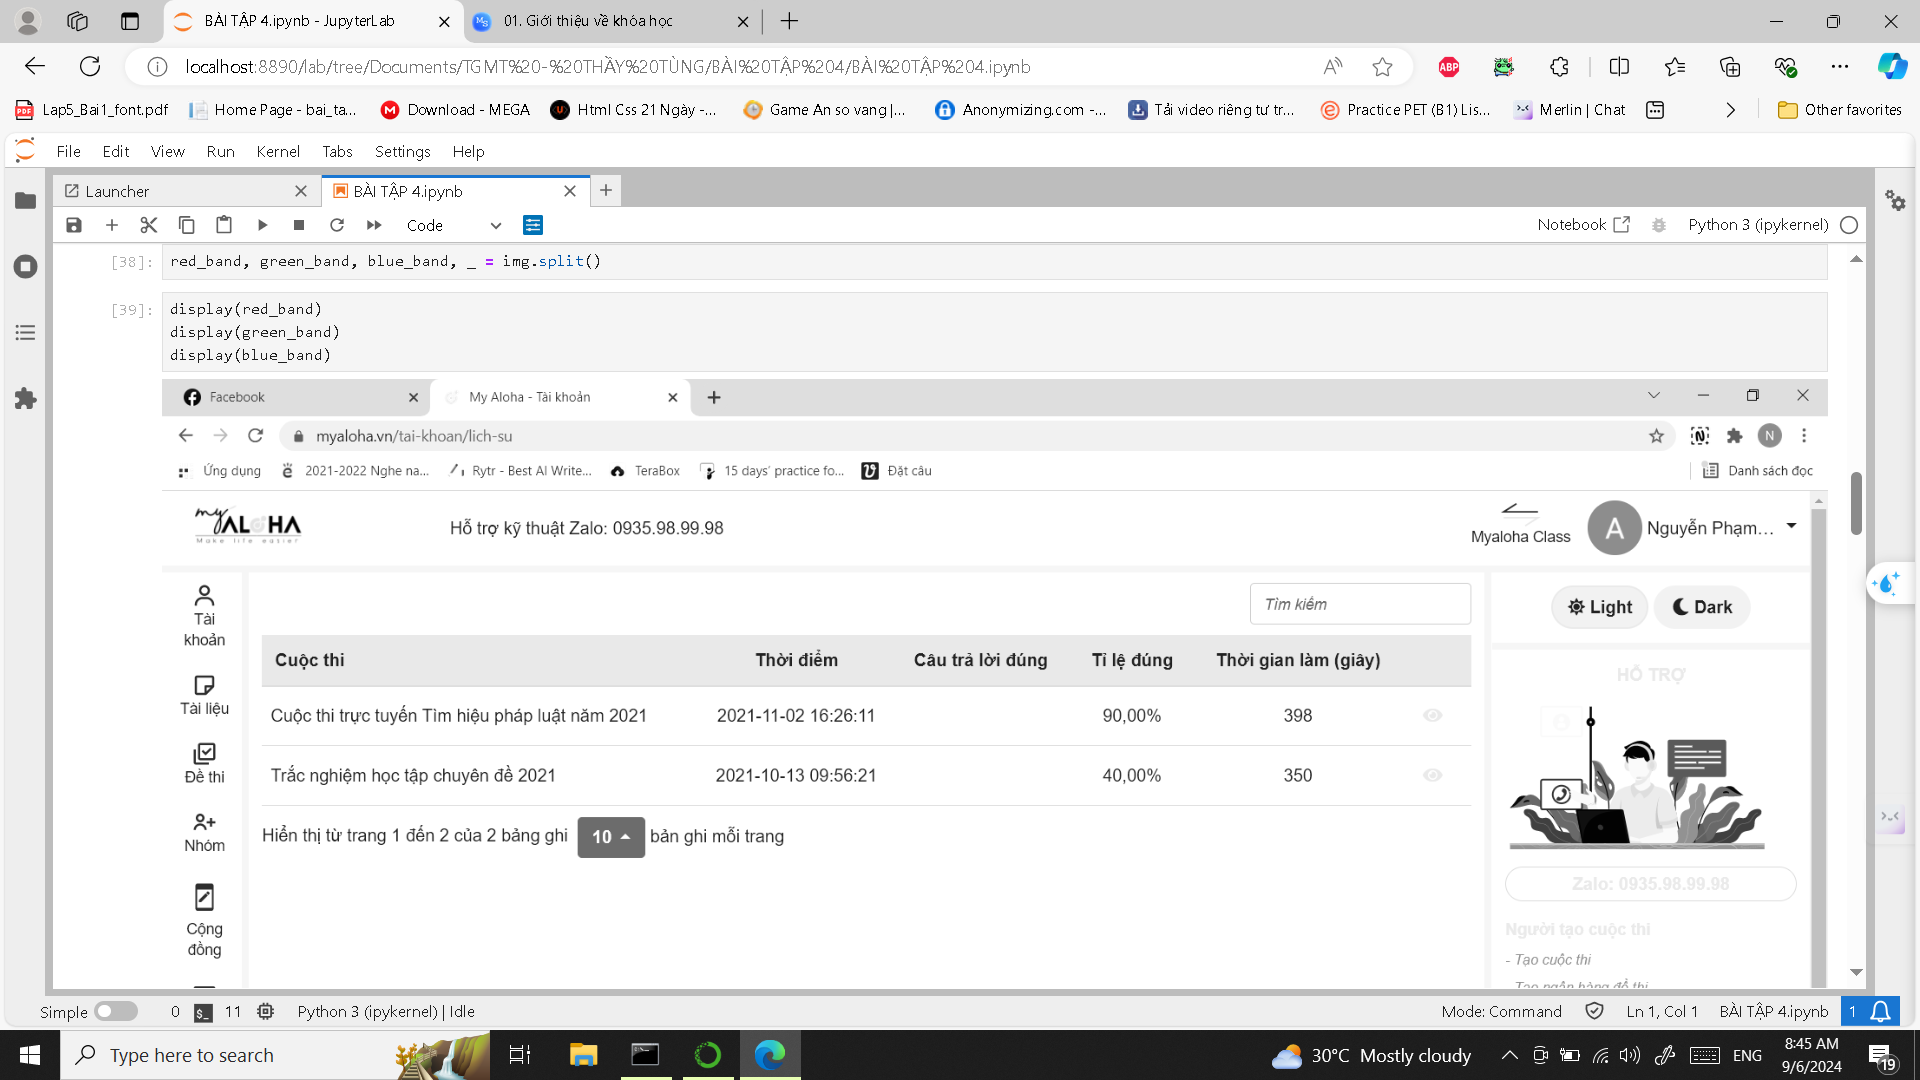 BÀI TẬP 4.ipynb - JupyterLab
01. Giới thiệu về khóa học
localhost:8890/lab/tree/Documents/TGMT%20-%20THẦY%20TÙNG/BÀI%20TẬP%204/BÀI%20TẬP%204.ipynb
Lap5_Bai1_font.pdf
Home Page - bai_ta...
Download - MEGA
Html Css 21 Ngày -...
Game An so vang |...
Anonymizing.com -...
Tải video riêng tư tr...
Practice PET (B1) Lis...
Merlin | Chat
Other favorites
File Edit View Run Kernel Tabs Settings Help
Launcher
BÀI TẬP 4.ipynb
Code
Notebook
Python 3 (ipykernel)
[38]: red_band, green_band, blue_band, _ = img.split()
[39]: display(red_band)
display(green_band)
display(blue_band)
Facebook
My Aloha - Tài khoản
myaloha.vn/tai-khoan/lich-su
N
Ứng dụng
2021-2022 Nghe na...
Rytr - Best AI Write...
TeraBox
15 days' practice fo...
Đặt câu
Danh sách đọc
my ALOHA
Make life easier
Hỗ trợ kỹ thuật Zalo: 0935.98.99.98
Myaloha Class
A
Nguyễn Phạm...
Tài khoản
Tài liệu
Đề thi
Nhóm
Cộng đồng
Tìm kiếm
Light
Dark
Cuộc thi Thời điểm Câu trả lời đúng Tỉ lệ đúng Thời gian làm (giây)
Cuộc thi trực tuyến Tìm hiệu pháp luật năm 2021 2021-11-02 16:26:11 90,00% 398
Trắc nghiệm học tập chuyên đề 2021 2021-10-13 09:56:21 40,00% 350
Hiển thị từ trang 1 đến 2 của 2 bảng ghi 10 bản ghi mỗi trang
HỖ TRỢ
Zalo: 0935.98.99.98
Người tạo cuộc thi
- Tạo cuộc thi
- Tạo ngân hàng đề thi
Simple 0 11 Python 3 (ipykernel) | Idle
Mode: Command Ln 1, Col 1 BÀI TẬP 4.ipynb 1
Type here to search
30°C Mostly cloudy
ENG
8:45 AM
9/6/2024
19